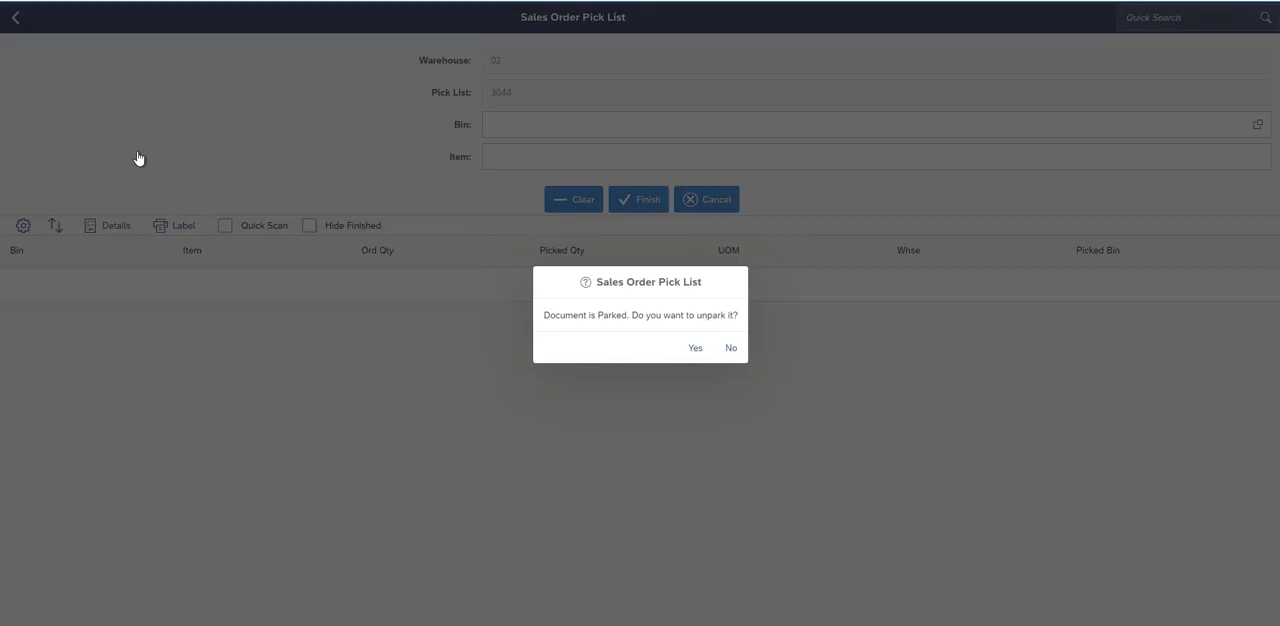 Sales Order Pick List
Quick Search
Warehouse: 02
Pick List: 3044
Bin:
Item:
Clear Finish Cancel
Details Label Quick Scan Hide Finished
Bin Item Ord Qty Picked Qty UOM Whse Picked Bin
Sales Order Pick List
Document is Parked. Do you want to unpark it?
Yes No